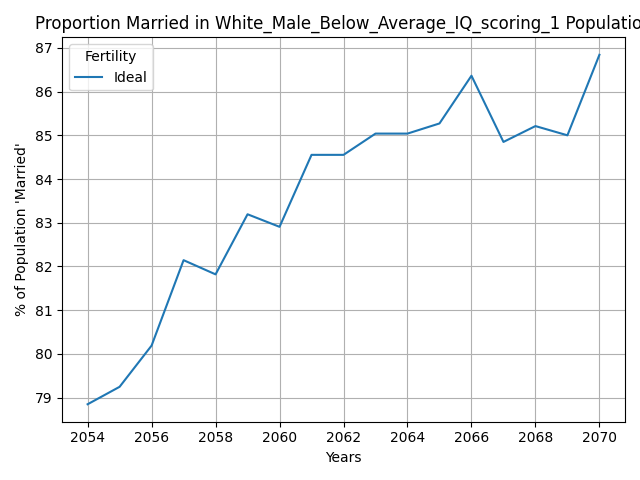 Proportion Married in White_Male_Below_Average_IQ_scoring_1 Populatio
87
86
85
84
83
82
81
80
79
% of Population 'Married'
Fertility
Ideal
2054 2056 2058 2060 2062 2064 2066 2068 2070
Years